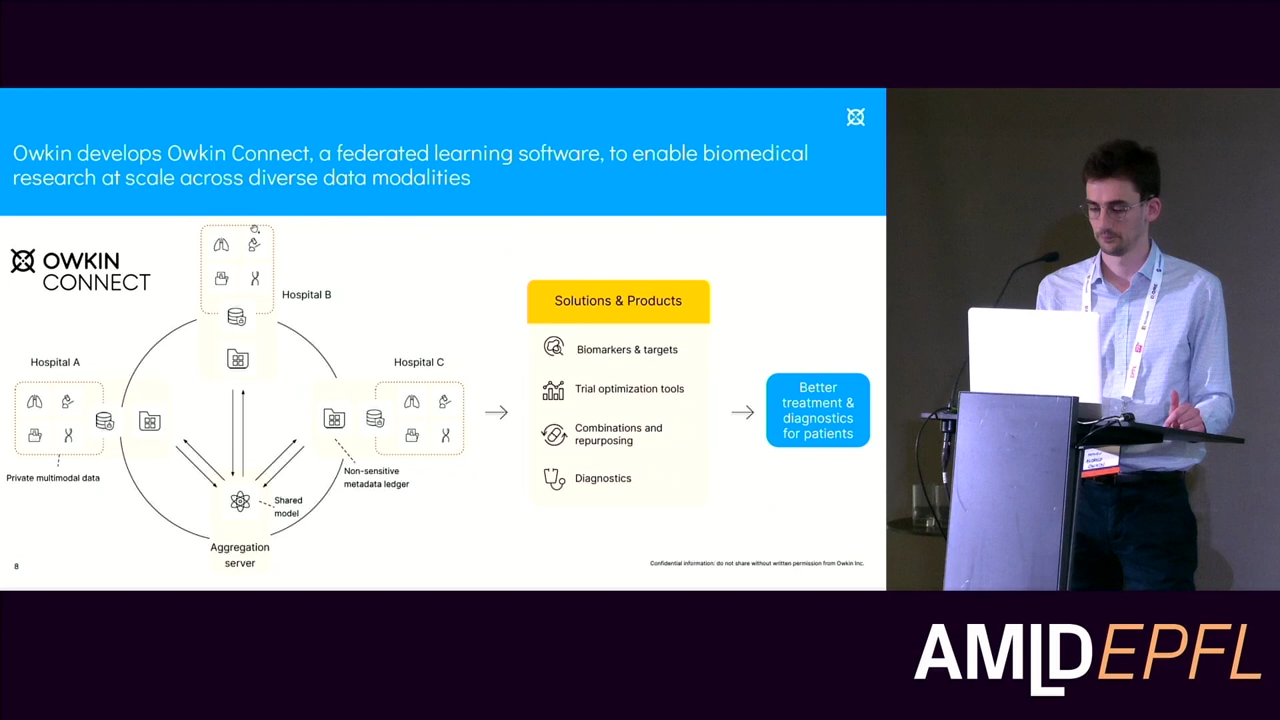 Owkin develops Owkin Connect, a federated learning software, to enable biomedical
research at scale across diverse data modalities
OWKIN
CONNECT
Hospital B
Hospital A
Hospital C
Private multimodal data
Non-sensitive
metadata ledger
Shared
model
Aggregation
server
Solutions & Products
Biomarkers & targets
Trial optimization tools
Combinations and
repurposing
Diagnostics
Better
treatment &
diagnostics
for patients
8
Confidential information: do not share without written permission from Owkin Inc.
AMLDEPFL